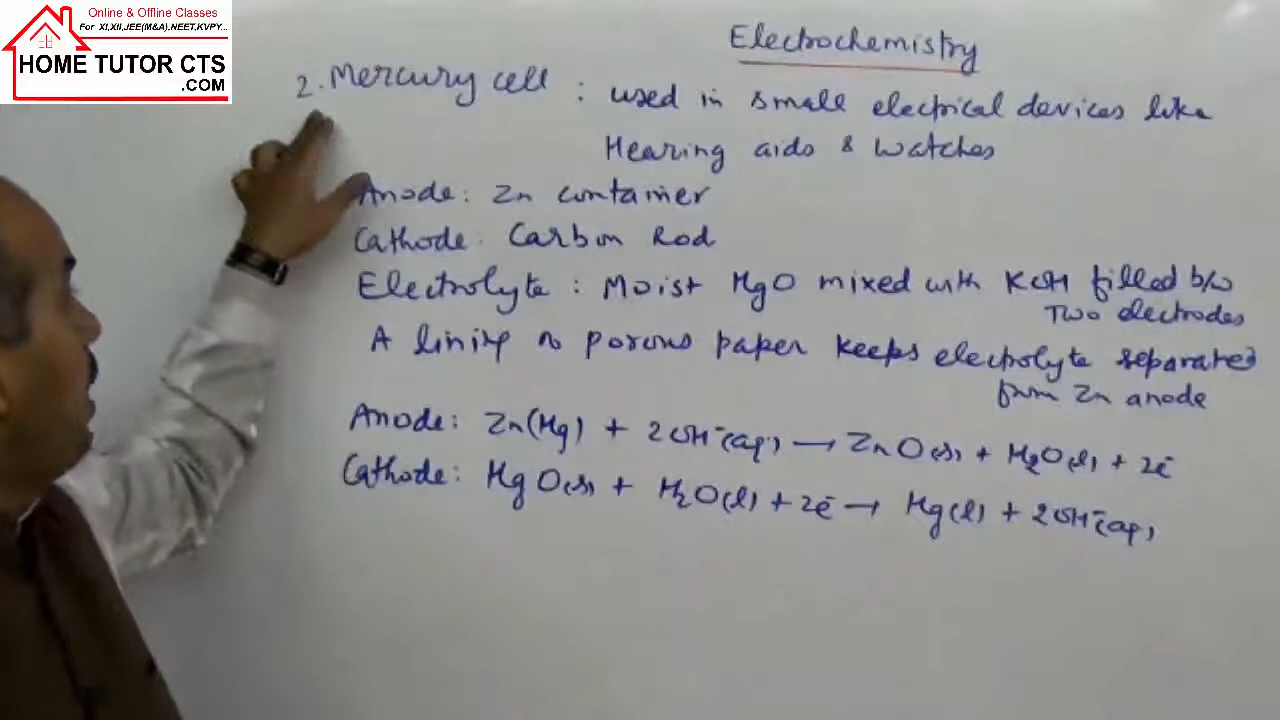 Online & Offline Classes
For XI,XII,JEE(M&A),NEET,KVPY...
HOME TUTOR CTS
.COM
Electrochemistry
2. Mercury cell : used in small electrical devices like
Hearing aids & watches
Anode: Zn container
Cathode: Carbon Rod
Electrolyte : Moist HgO mixed with KOH filled b/w
Two electrodes
A lining of porous paper keeps electrolyte separated
from Zn anode
Anode: Zn(Hg) + 2OH⁻(aq) → ZnO(s) + H₂O(l) + 2e⁻
Cathode: HgO(s) + H₂O(l) + 2e⁻ → Hg(l) + 2OH⁻(aq)